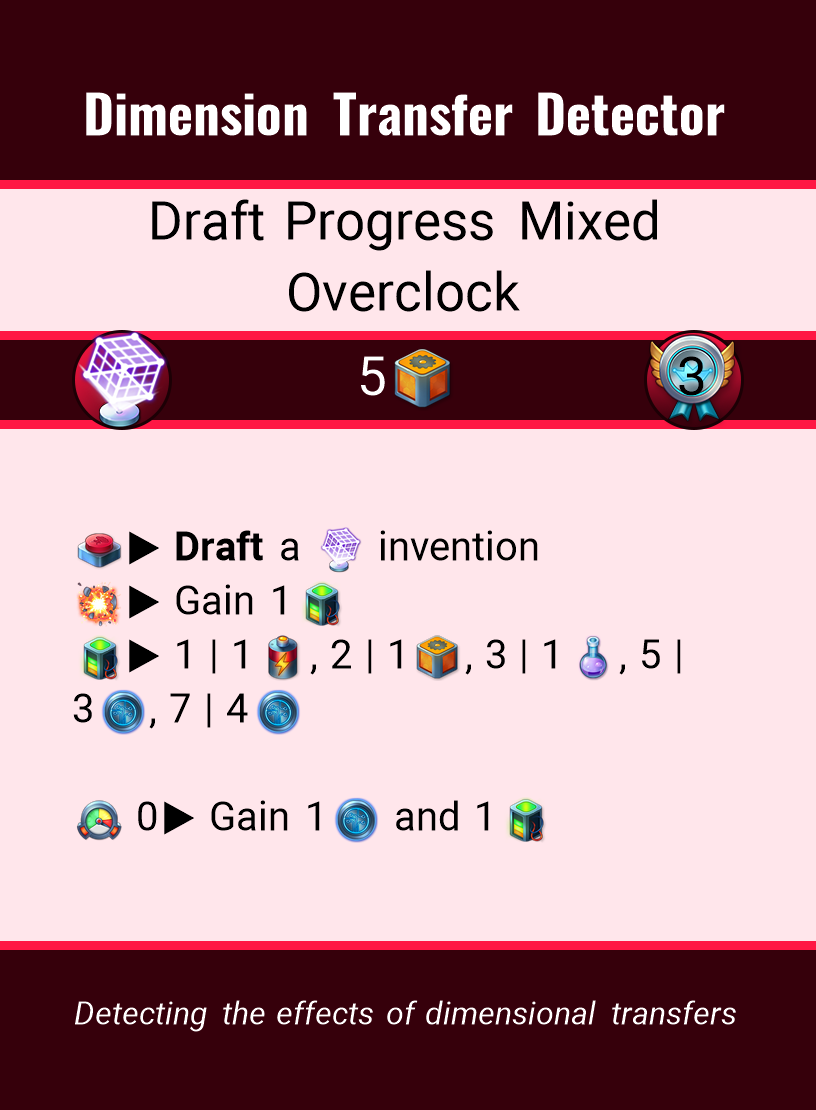 Dimension Transfer Detector
Draft Progress Mixed
Overclock
5 3
▶ Draft a invention
▶ Gain 1
▶ 1 | 1 , 2 | 1 , 3 | 1 , 5 |
3 , 7 | 4
0▶ Gain 1 and 1
Detecting the effects of dimensional transfers